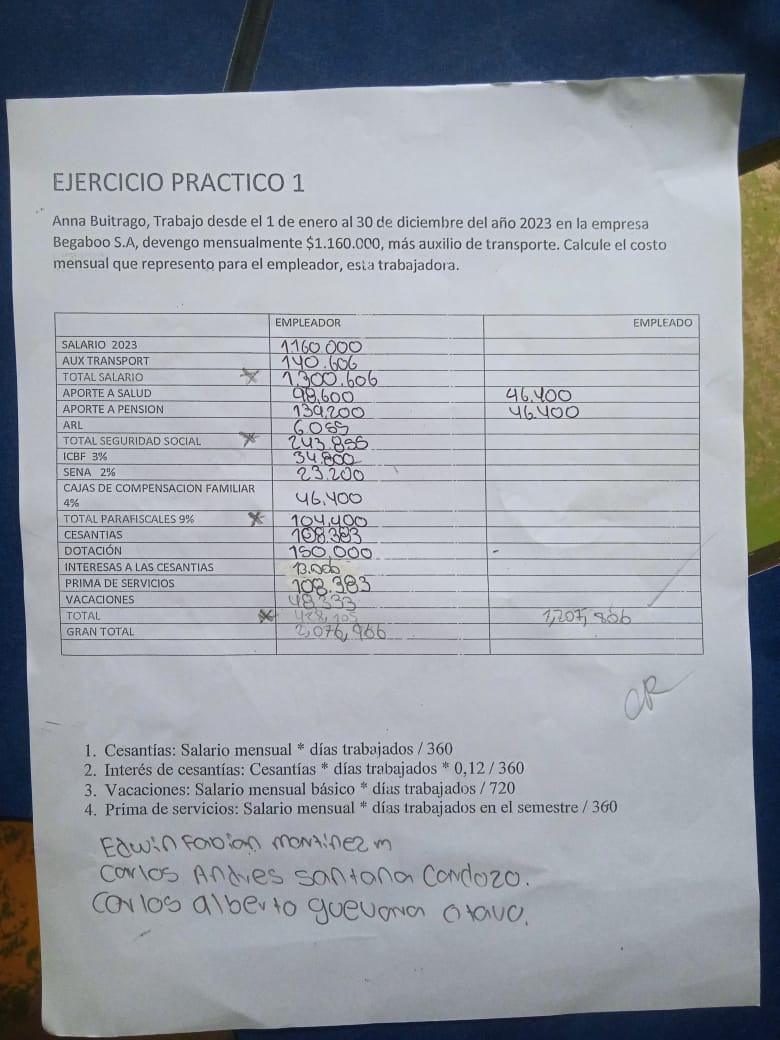 EJERCICIO PRACTICO 1
Anna Buitrago, Trabajo desde el 1 de enero al 30 de diciembre del año 2023 en la empresa
Begaboo S.A, devengo mensualmente $1.160.000, más auxilio de transporte. Calcule el costo
mensual que represento para el empleador, esta trabajadora.
EMPLEADOR EMPLEADO
SALARIO 2023 1160 000
AUX TRANSPORT 140.606
TOTAL SALARIO 1,300.606
APORTE A SALUD 98,600 46,400
APORTE A PENSION 139,200 46,400
ARL 6.055
TOTAL SEGURIDAD SOCIAL 243.855
ICBF 3% 34.800
SENA 2% 23.200
CAJAS DE COMPENSACION FAMILIAR
4% 46,400
TOTAL PARAFISCALES 9% 104,400
CESANTIAS 108.383
DOTACIÓN 150,000 -
INTERESAS A LAS CESANTIAS 13.006
PRIMA DE SERVICIOS 108.383
VACACIONES 48,333
TOTAL 428,105 1,207,806
GRAN TOTAL 2,076,966
CR
1. Cesantías: Salario mensual * días trabajados / 360
2. Interés de cesantías: Cesantías * días trabajados * 0,12 / 360
3. Vacaciones: Salario mensual básico * días trabajados / 720
4. Prima de servicios: Salario mensual * días trabajados en el semestre / 360
Edwin Fabian martinez m
Carlos Andres santana Cardozo.
Carlos alberto guevara otavo.